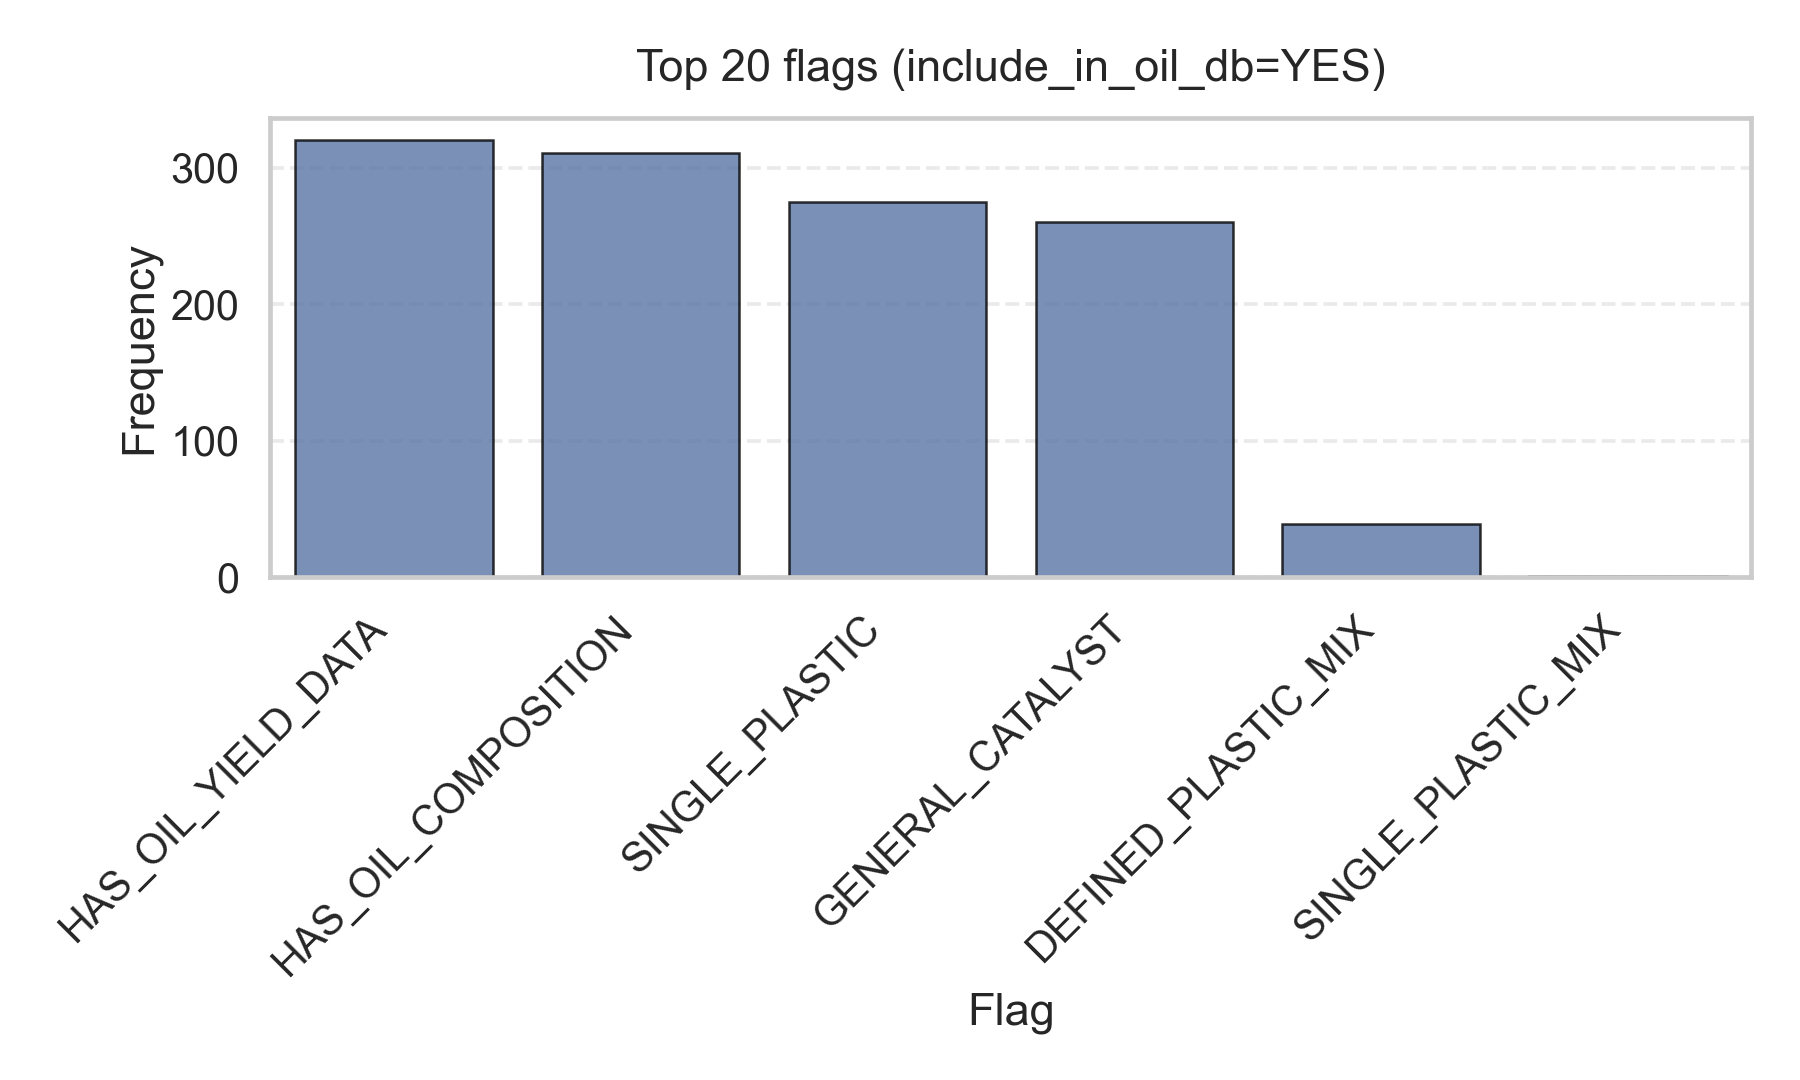 Top 20 flags (include_in_oil_db=YES)
Frequency
300
200
100
0
HAS_OIL_YIELD_DATA
HAS_OIL_COMPOSITION
SINGLE_PLASTIC
GENERAL_CATALYST
DEFINED_PLASTIC_MIX
SINGLE_PLASTIC_MIX
Flag